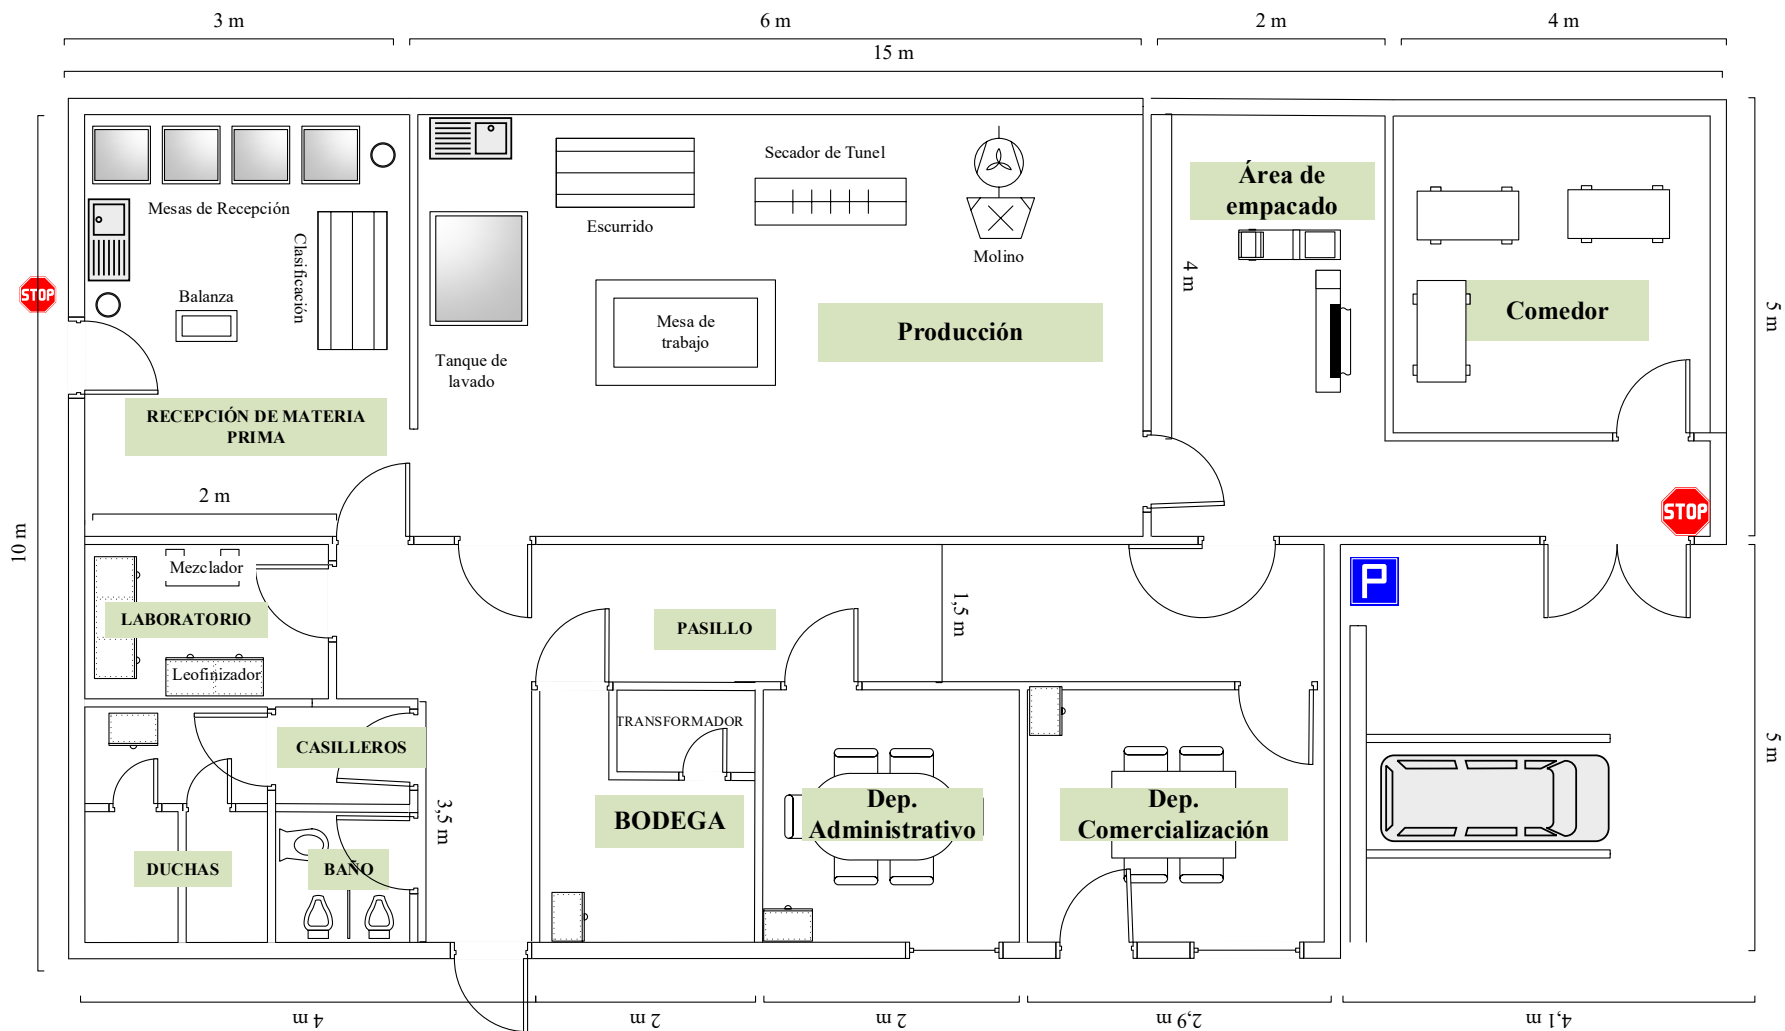 3 m
6 m
2 m
4 m
15 m
Mesas de Recepción
Clasificación
Balanza
RECEPCIÓN DE MATERIA
PRIMA
STOP
10 m
2 m
Escurrido
Secador de Tunel
Molino
Tanque de
lavado
Mesa de
trabajo
Producción
Área de
empacado
4 m
Comedor
5 m
STOP
Mezclador
LABORATORIO
Leofinizador
PASILLO
1,5 m
P
CASILLEROS
DUCHAS
BAÑO
3,5 m
TRANSFORMADOR
BODEGA
Dep.
Administrativo
Dep.
Comercialización
5 m
4 m
2 m
2 m
2,9 m
4,1 m